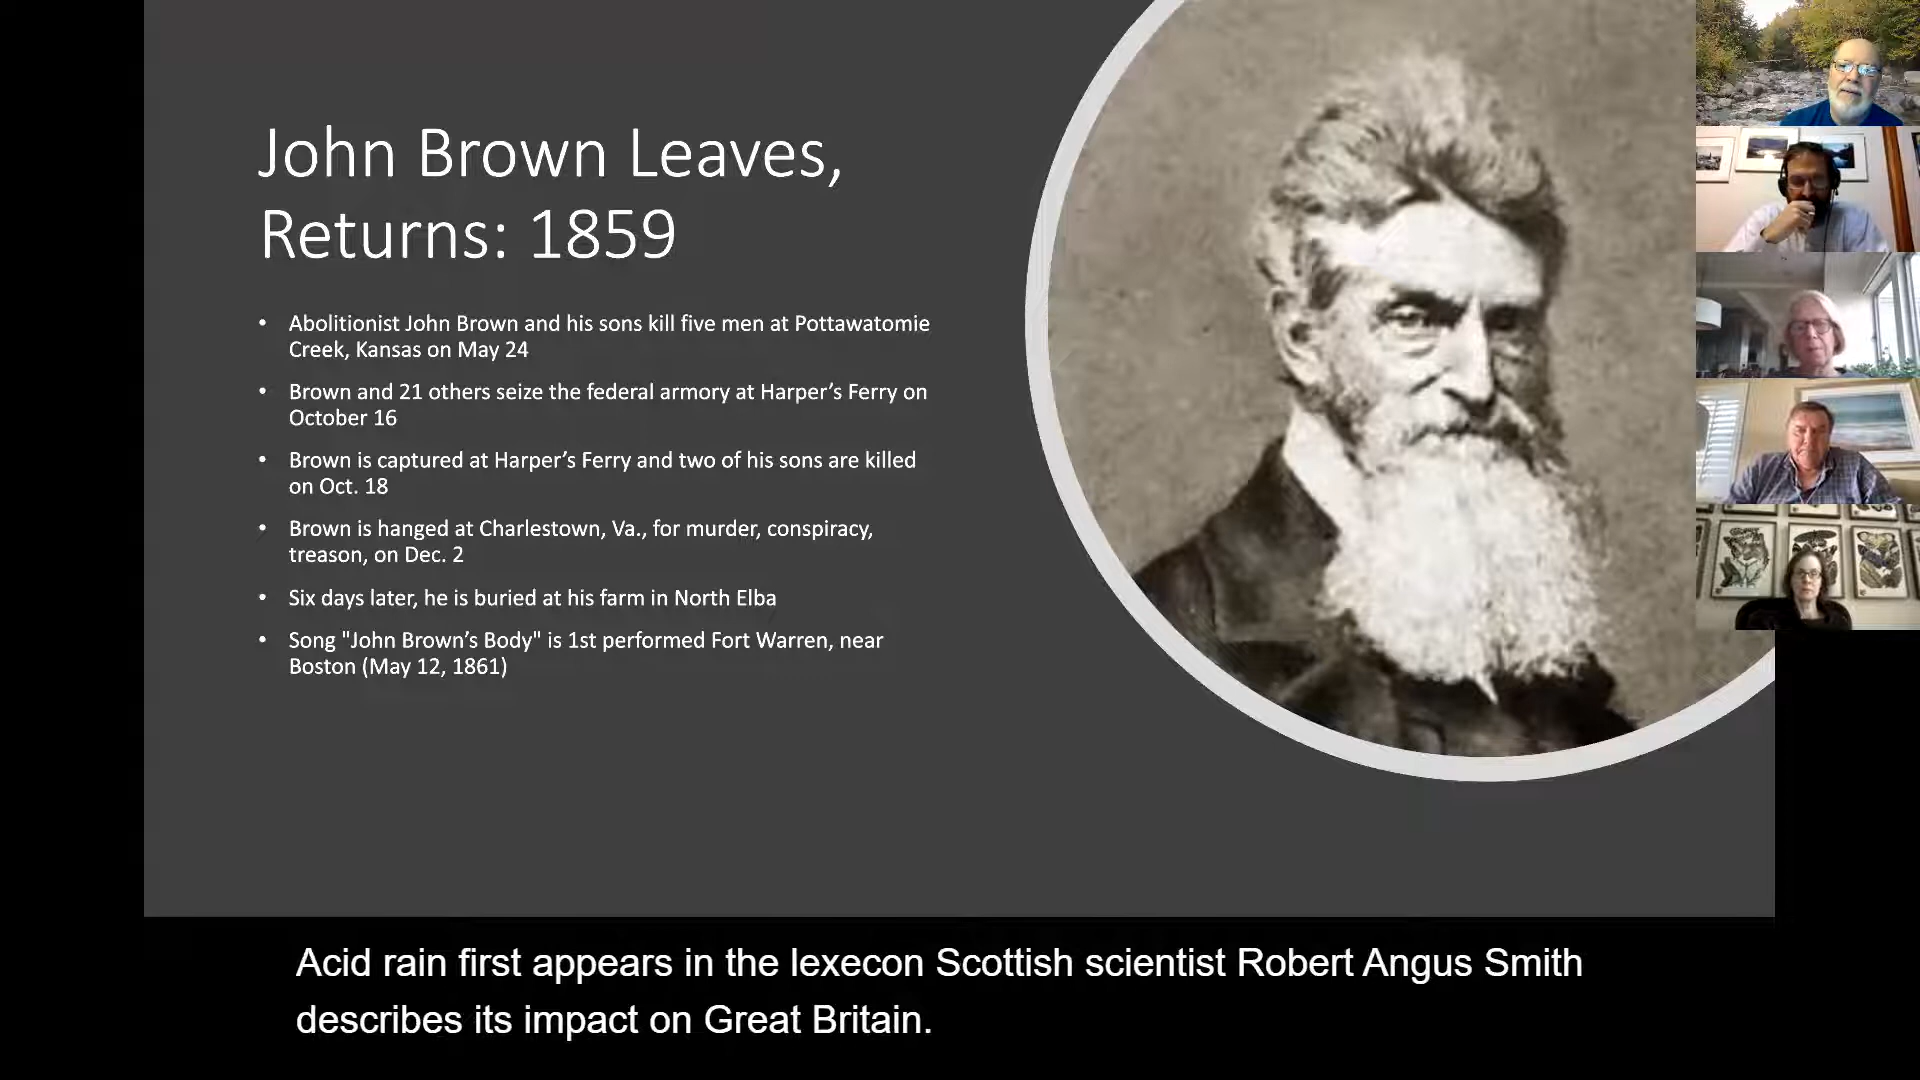 John Brown Leaves,
Returns: 1859
• Abolitionist John Brown and his sons kill five men at Pottawatomie
Creek, Kansas on May 24
• Brown and 21 others seize the federal armory at Harper’s Ferry on
October 16
• Brown is captured at Harper’s Ferry and two of his sons are killed
on Oct. 18
• Brown is hanged at Charlestown, Va., for murder, conspiracy,
treason, on Dec. 2
• Six days later, he is buried at his farm in North Elba
• Song "John Brown’s Body" is 1st performed Fort Warren, near
Boston (May 12, 1861)
Acid rain first appears in the lexecon Scottish scientist Robert Angus Smith
describes its impact on Great Britain.